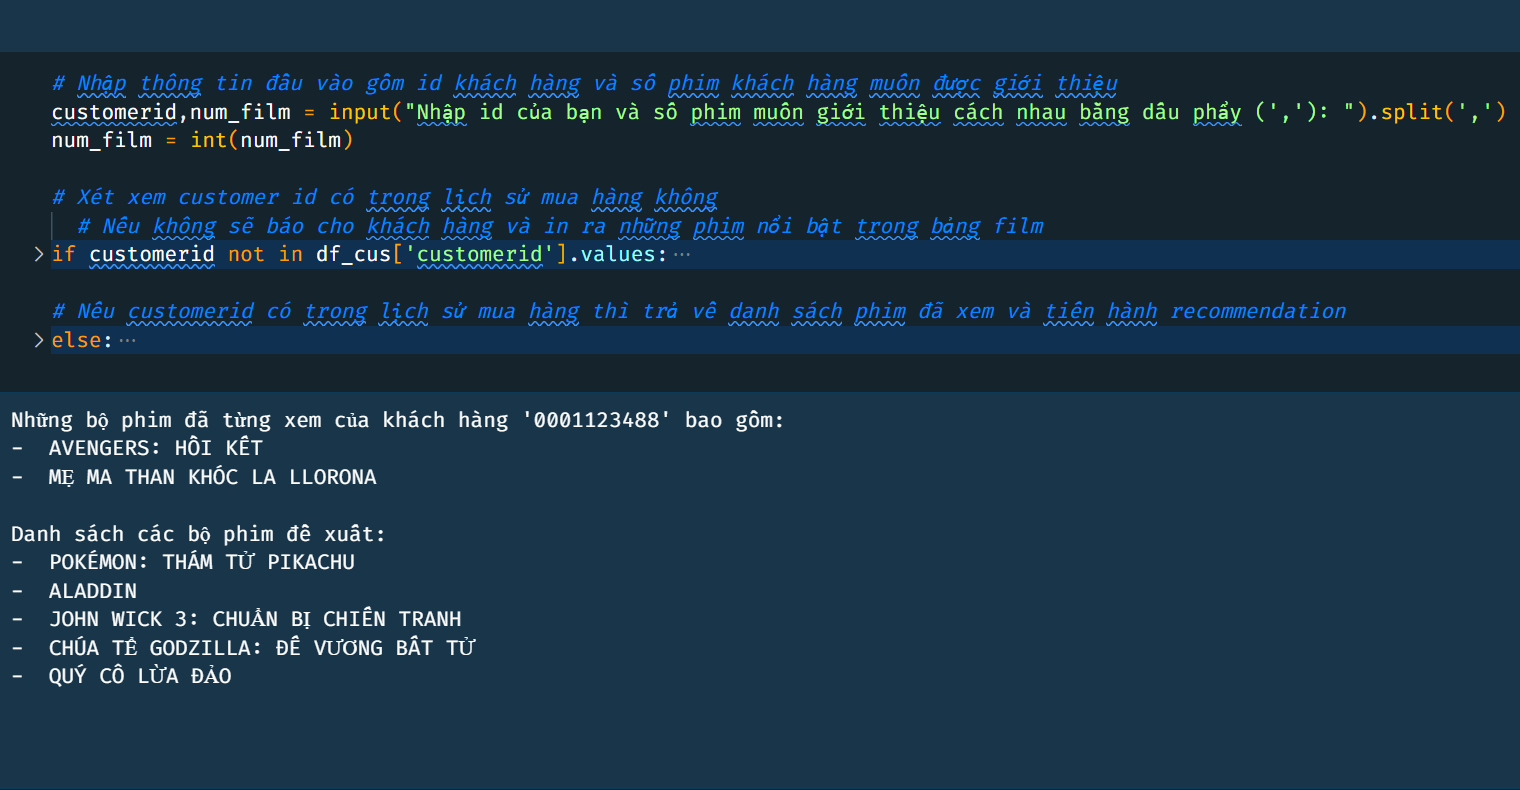 # Nhập thông tin đầu vào gồm id khách hàng và số phim khách hàng muốn được giới thiệu
customerid,num_film = input("Nhập id của bạn và số phim muốn giới thiệu cách nhau bằng dấu phẩy (','): ").split(',')
num_film = int(num_film)
# Xét xem customer id có trong lịch sử mua hàng không
# Nếu không sẽ báo cho khách hàng và in ra những phim nổi bật trong bảng film
if customerid not in df_cus['customerid'].values:···
# Nếu customerid có trong lịch sử mua hàng thì trả về danh sách phim đã xem và tiến hành recommendation
else:···
Những bộ phim đã từng xem của khách hàng '0001123488' bao gồm:
- AVENGERS: HỒI KẾT
- MẸ MA THAN KHÓC LA LLORONA
Danh sách các bộ phim đề xuất:
- POKÉMON: THÁM TỬ PIKACHU
- ALADDIN
- JOHN WICK 3: CHUẨN BỊ CHIẾN TRANH
- CHÚA TỂ GODZILLA: ĐẾ VƯƠNG BẤT TỬ
- QUÝ CÔ LỪA ĐẢO